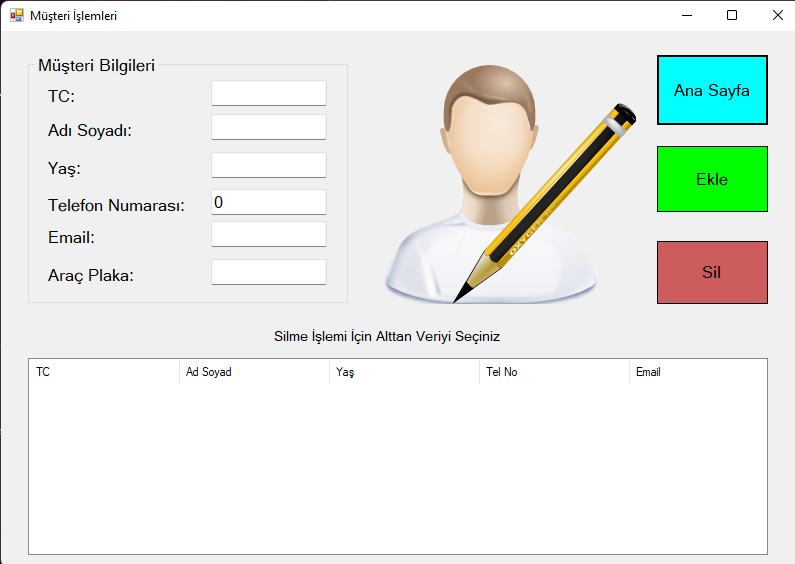 Müşteri İşlemleri
Müşteri Bilgileri
TC:
Adı Soyadı:
Yaş:
Telefon Numarası: 0
Email:
Araç Plaka:
OXYGEN
Ana Sayfa
Ekle
Sil
Silme İşlemi İçin Alttan Veriyi Seçiniz
TC Ad Soyad Yaş Tel No Email